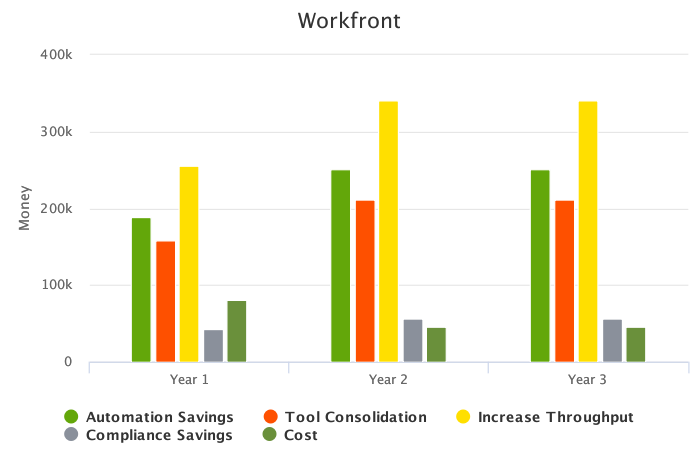 Workfront
400k
300k
200k
100k
0
Money
Year 1
Year 2
Year 3
Automation Savings
Tool Consolidation
Increase Throughput
Compliance Savings
Cost